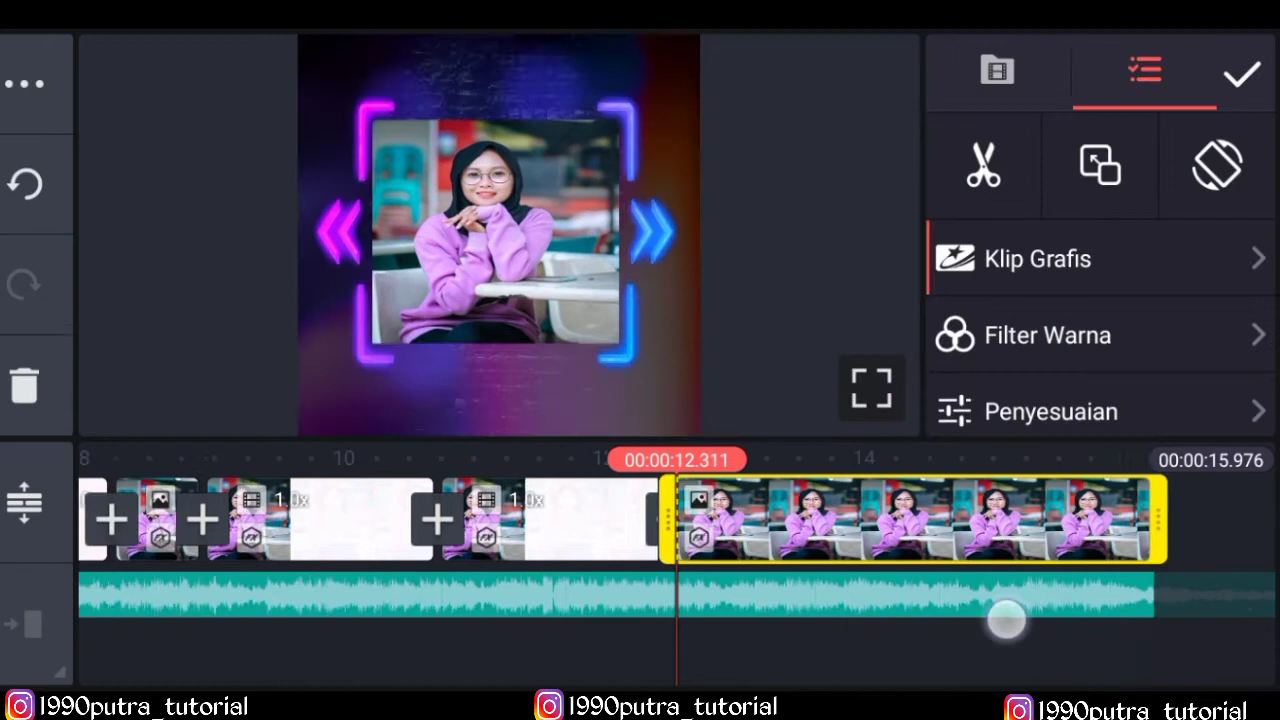 Klip Grafis
Filter Warna
Penyesuaian
8
10
00:00:12.311
14
00:00:15.976
1.0x
1.0x
1990putra_tutorial
1990putra_tutorial
1990putra_tutorial